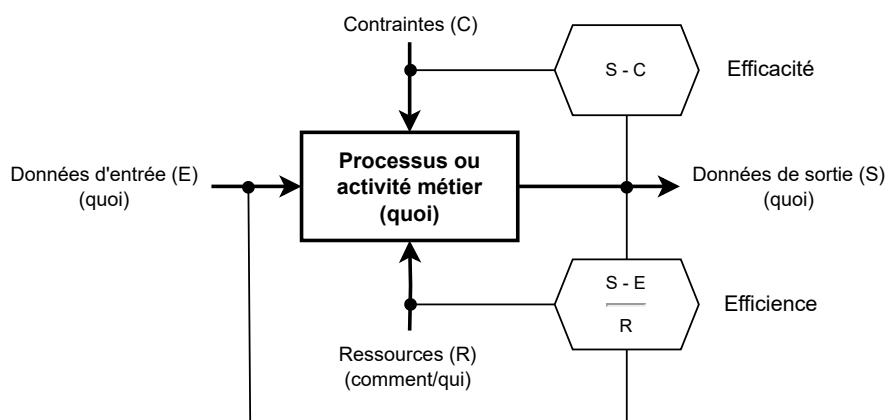 Contraintes (C)
S - C
Efficacité
Données d'entrée (E)
(quoi)
Processus ou
activité métier
(quoi)
Données de sortie (S)
(quoi)
S - E
R
Efficience
Ressources (R)
(comment/qui)